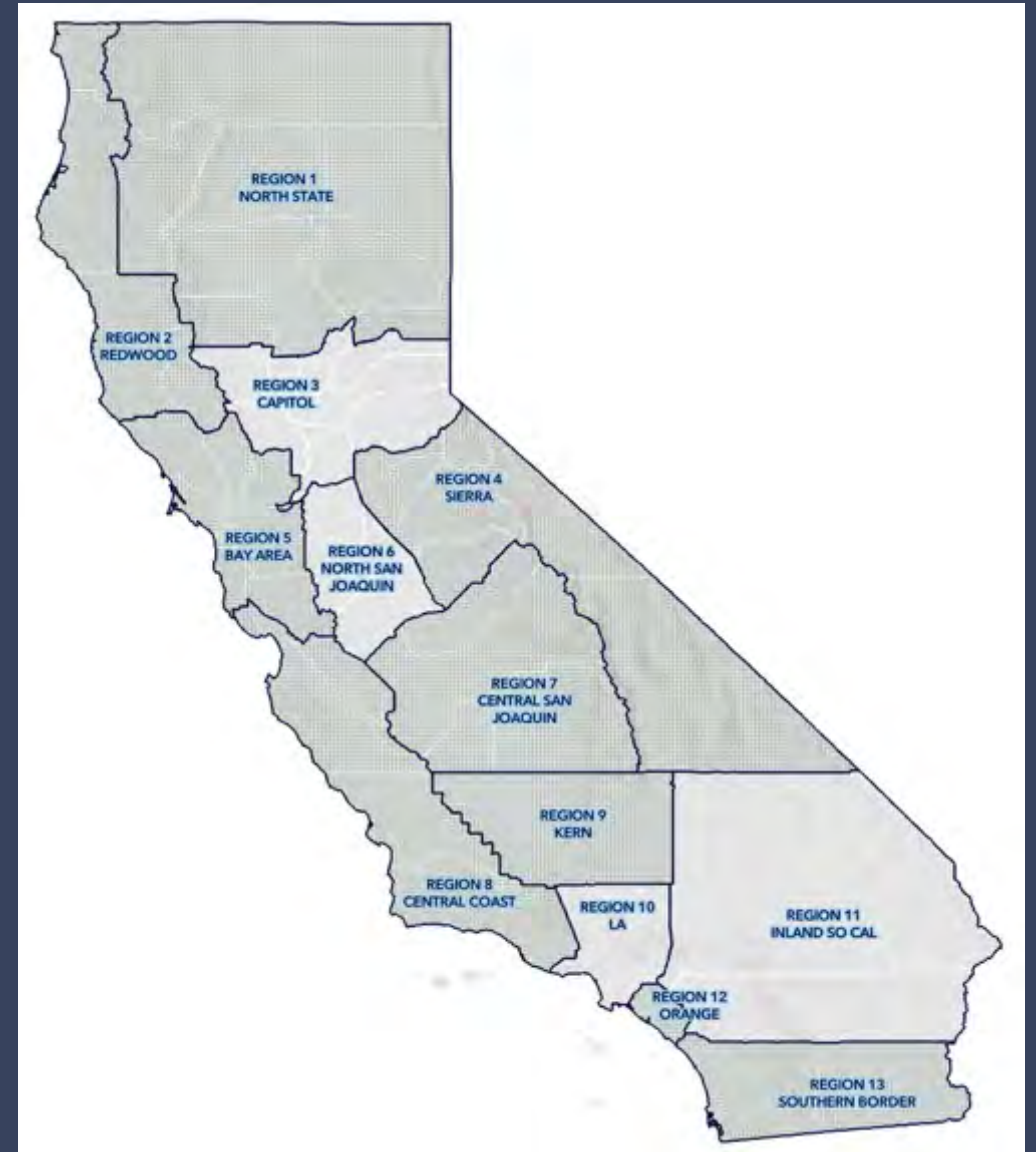 REGION 1
NORTH STATE
REGION 2
REDWOOD
REGION 3
CAPITOL
REGION 4
SIERRA
REGION 5
BAY AREA
REGION 6
NORTH SAN
JOAQUIN
REGION 7
CENTRAL SAN
JOAQUIN
REGION 9
KERN
REGION 8
CENTRAL COAST
REGION 10
LA
REGION 11
INLAND SO CAL
REGION 12
ORANGE
REGION 13
SOUTHERN BORDER